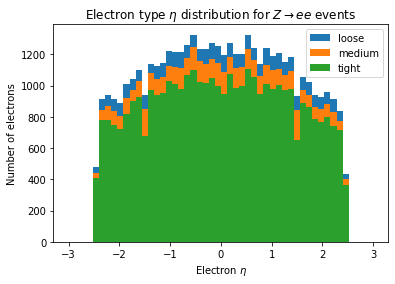 Electron type η distribution for Z → ee events
loose
medium
tight
Number of electrons
1200
1000
800
600
400
200
0
−3 −2 −1 0 1 2 3
Electron η